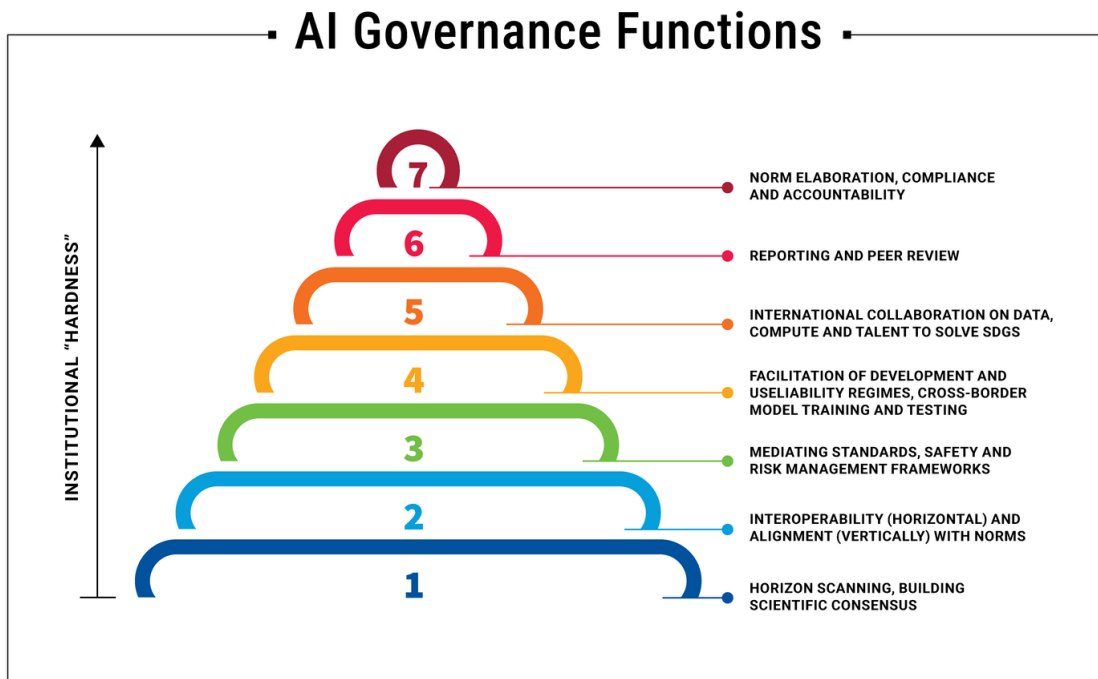 AI Governance Functions
INSTITUTIONAL "HARDNESS"
7
NORM ELABORATION, COMPLIANCE
AND ACCOUNTABILITY
6
REPORTING AND PEER REVIEW
5
INTERNATIONAL COLLABORATION ON DATA,
COMPUTE AND TALENT TO SOLVE SDGS
4
FACILITATION OF DEVELOPMENT AND
USELIABILITY REGIMES, CROSS-BORDER
MODEL TRAINING AND TESTING
3
MEDIATING STANDARDS, SAFETY AND
RISK MANAGEMENT FRAMEWORKS
2
INTEROPERABILITY (HORIZONTAL) AND
ALIGNMENT (VERTICALLY) WITH NORMS
1
HORIZON SCANNING, BUILDING
SCIENTIFIC CONSENSUS